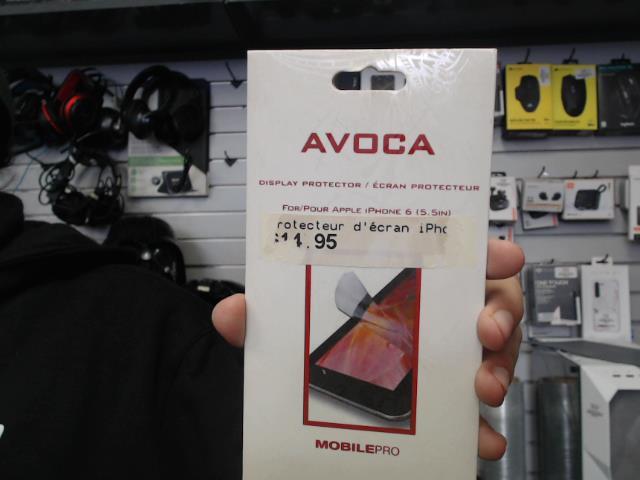 AVOCA
DISPLAY PROTECTOR / ÉCRAN PROTECTEUR
FOR/POUR APPLE IPHONE 6 (5.5IN)
rotecteur d'écran iPho
14.95
MOBILEPRO